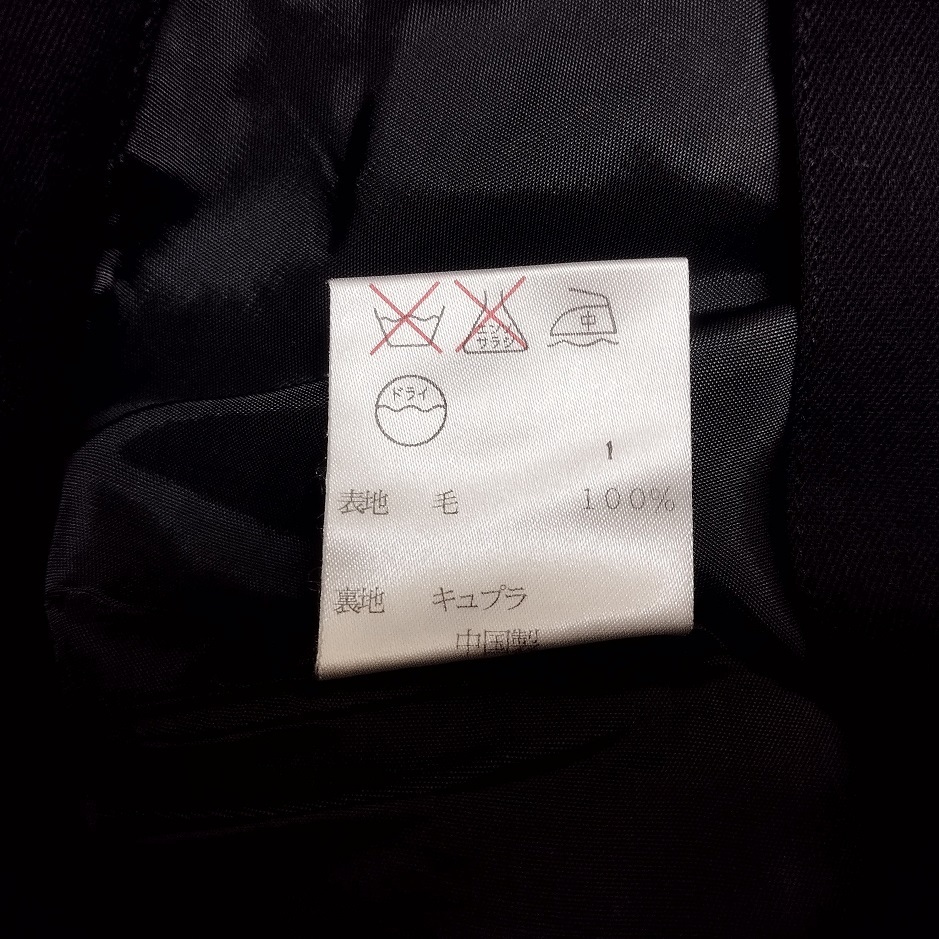 エンソ
サラシ
中
ドライ
表地 毛 100%
裏地 キュプラ
中国製